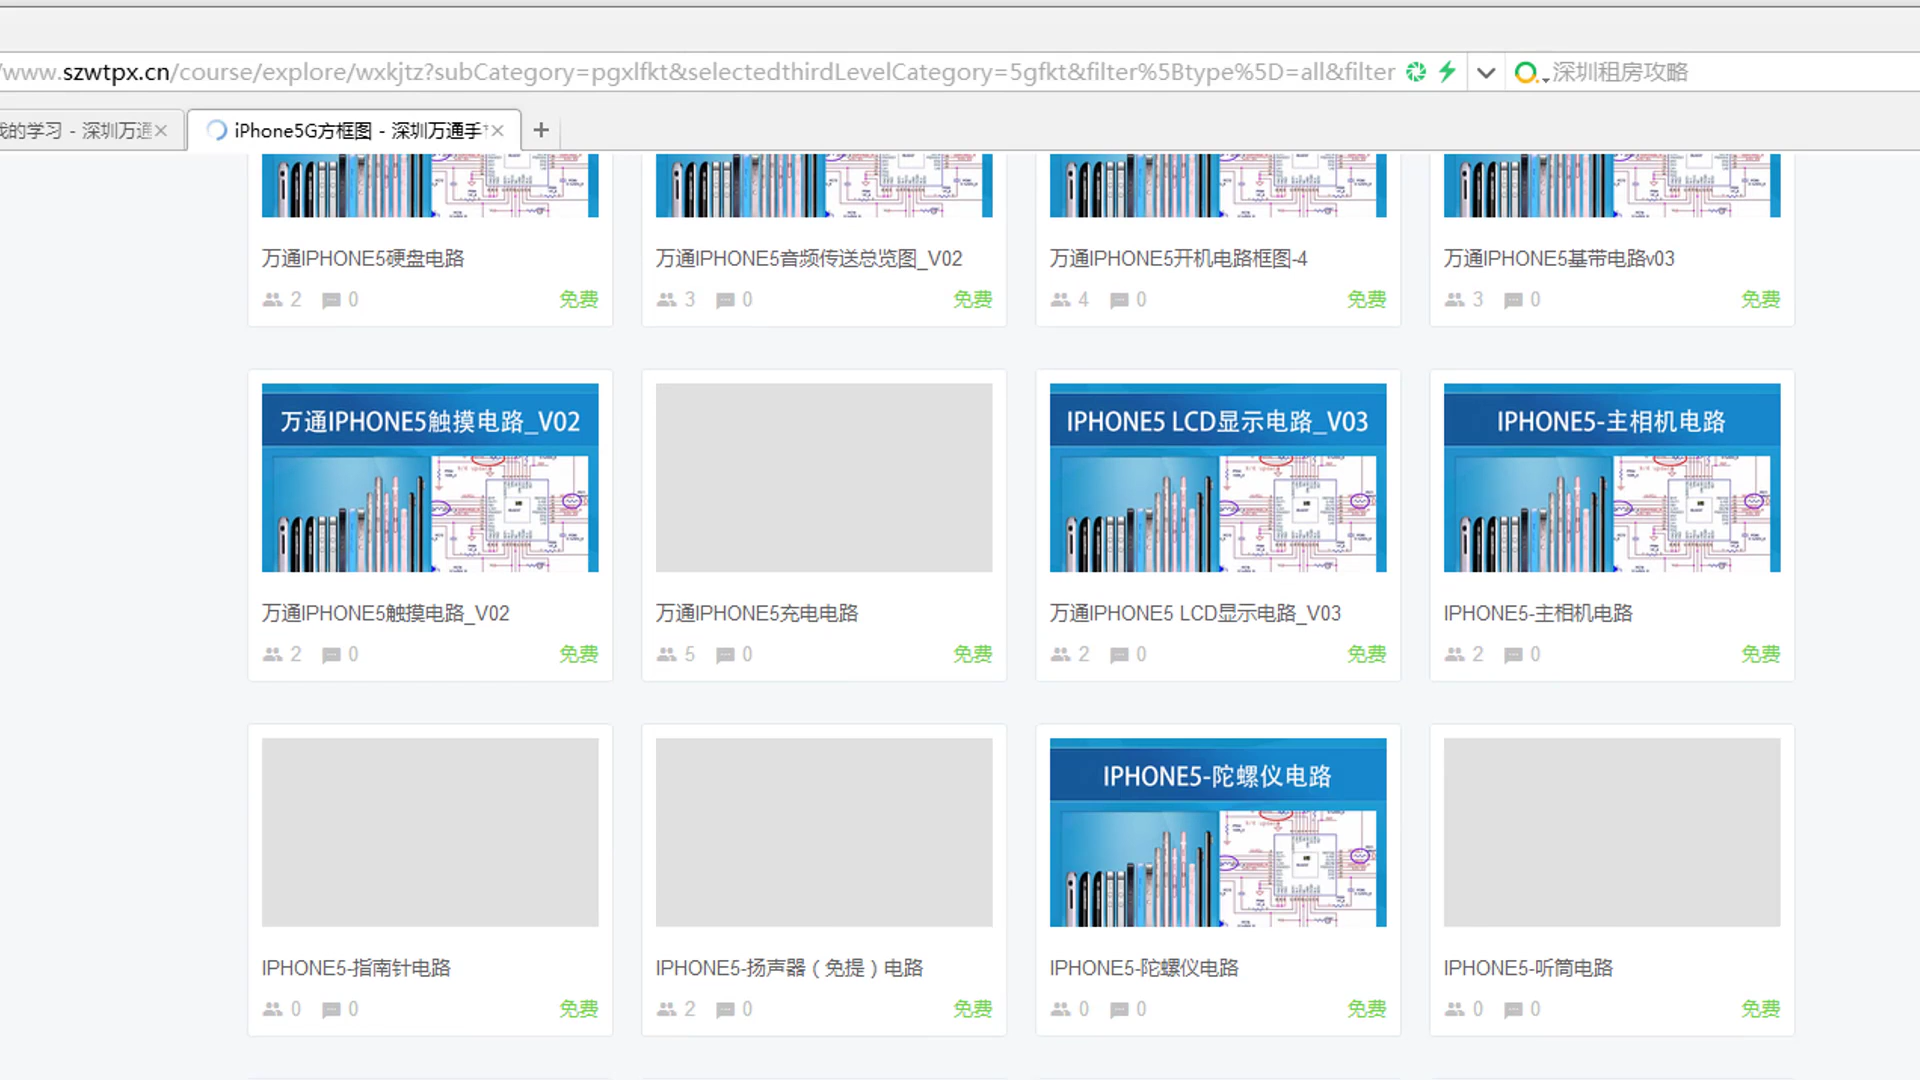 www.szwtpx.cn/course/explore/wxkjtz?subCategory=pgxlfkt&selectedthirdLevelCategory=5gfkt&filter%5Btype%5D=all&filter
深圳租房攻略
我的学习 - 深圳万通
iPhone5G方框图 - 深圳万通手
万通IPHONE5硬盘电路
2 0 免费
万通IPHONE5音频传送总览图_V02
3 0 免费
万通IPHONE5开机电路框图-4
4 0 免费
万通IPHONE5基带电路v03
3 0 免费
万通IPHONE5触摸电路_V02
万通IPHONE5触摸电路_V02
2 0 免费
万通IPHONE5充电电路
5 0 免费
IPHONE5 LCD显示电路_V03
万通IPHONE5 LCD显示电路_V03
2 0 免费
IPHONE5-主相机电路
IPHONE5-主相机电路
2 0 免费
IPHONE5-指南针电路
0 0 免费
IPHONE5-扬声器（免提）电路
2 0 免费
IPHONE5-陀螺仪电路
IPHONE5-陀螺仪电路
0 0 免费
IPHONE5-听筒电路
0 0 免费